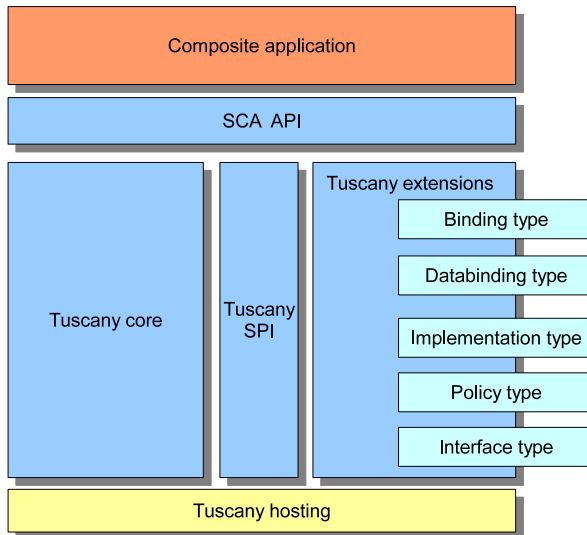 Composite application
SCA API
Tuscany core
Tuscany
SPI
Tuscany extensions
Binding type
Databinding type
Implementation type
Policy type
Interface type
Tuscany hosting